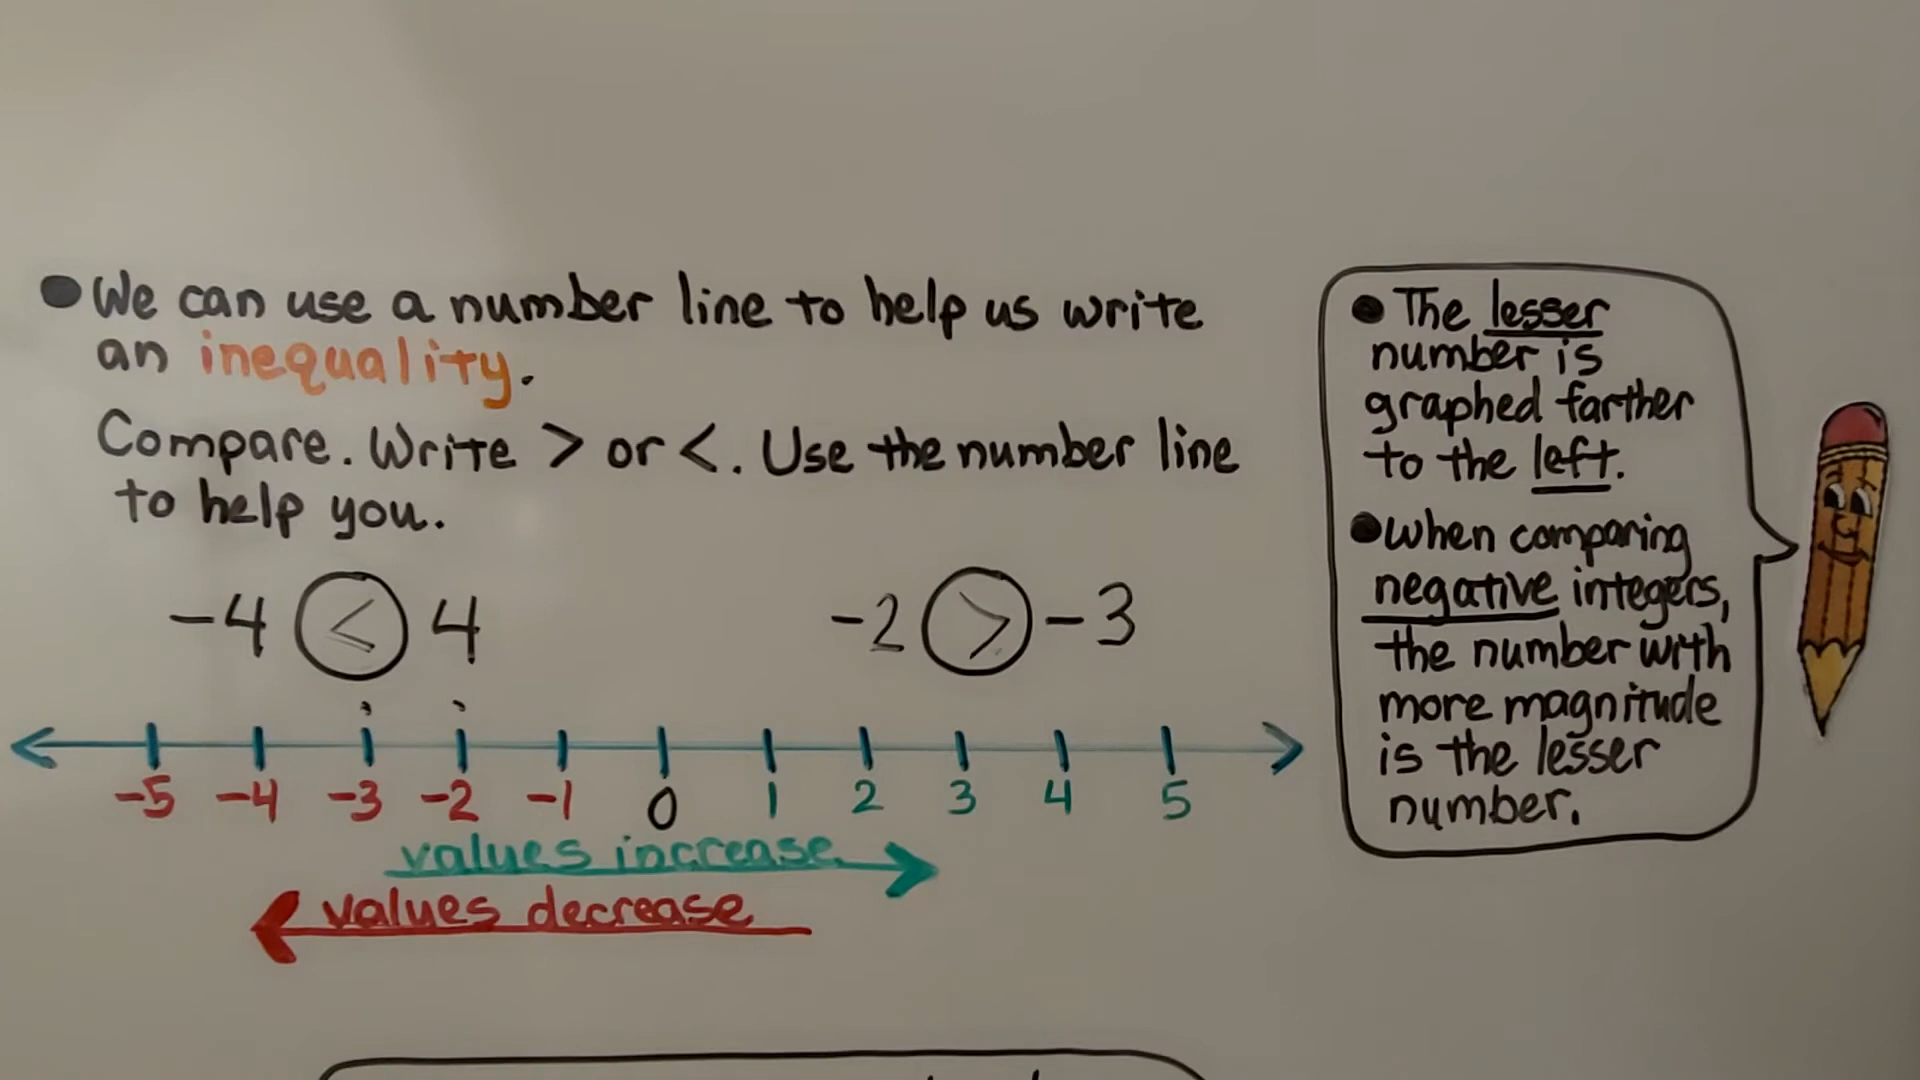 ●We can use a number line to help us write
an inequality.
Compare. Write > or <. Use the number line
to help you.
-4 < 4
-2 > -3
-5 -4 -3 -2 -1 0 1 2 3 4 5
values increase
values decrease
● The lesser
number is
graphed farther
to the left.
●When comparing
negative integers,
the number with
more magnitude
is the lesser
number.